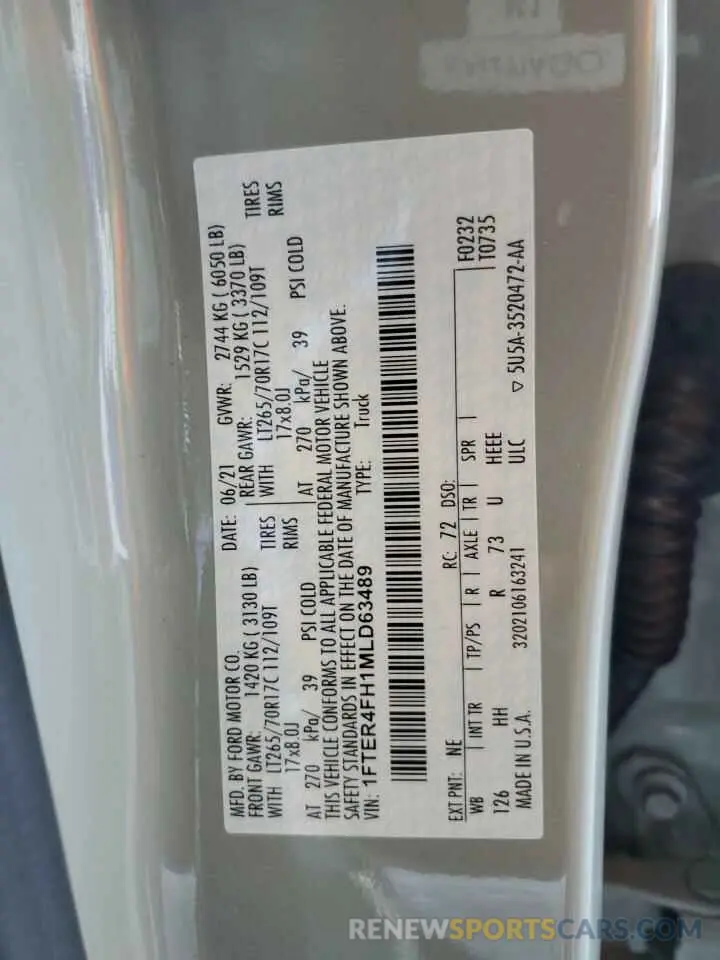 MFD. BY FORD MOTOR CO.
DATE: 06/21 GVWR: 2744 KG ( 6050 LB)
FRONT GAWR: 1420 KG ( 3130 LB) REAR GAWR: 1529 KG ( 3370 LB)
WITH LT265/70R17C 112/109T TIRES WITH LT265/70R17C 112/109T TIRES
17x8.0J RIMS 17x8.0J RIMS
AT 270 kPa/ 39 PSI COLD AT 270 kPa/ 39 PSI COLD
THIS VEHICLE CONFORMS TO ALL APPLICABLE FEDERAL MOTOR VEHICLE
SAFETY STANDARDS IN EFFECT ON THE DATE OF MANUFACTURE SHOWN ABOVE.
VIN: 1FTER4FH1MLD63489 TYPE: Truck
F0232
T0735
EXT PNT: NE RC: 72 DSO:
WB INT TR TP/PS R AXLE TR SPR
126 HH R 73 U HEEE
MADE IN U.S.A. 3202106163241 ULC
▽ 5U5A-3520472-AA
RENEWSPORTSCARS.COM